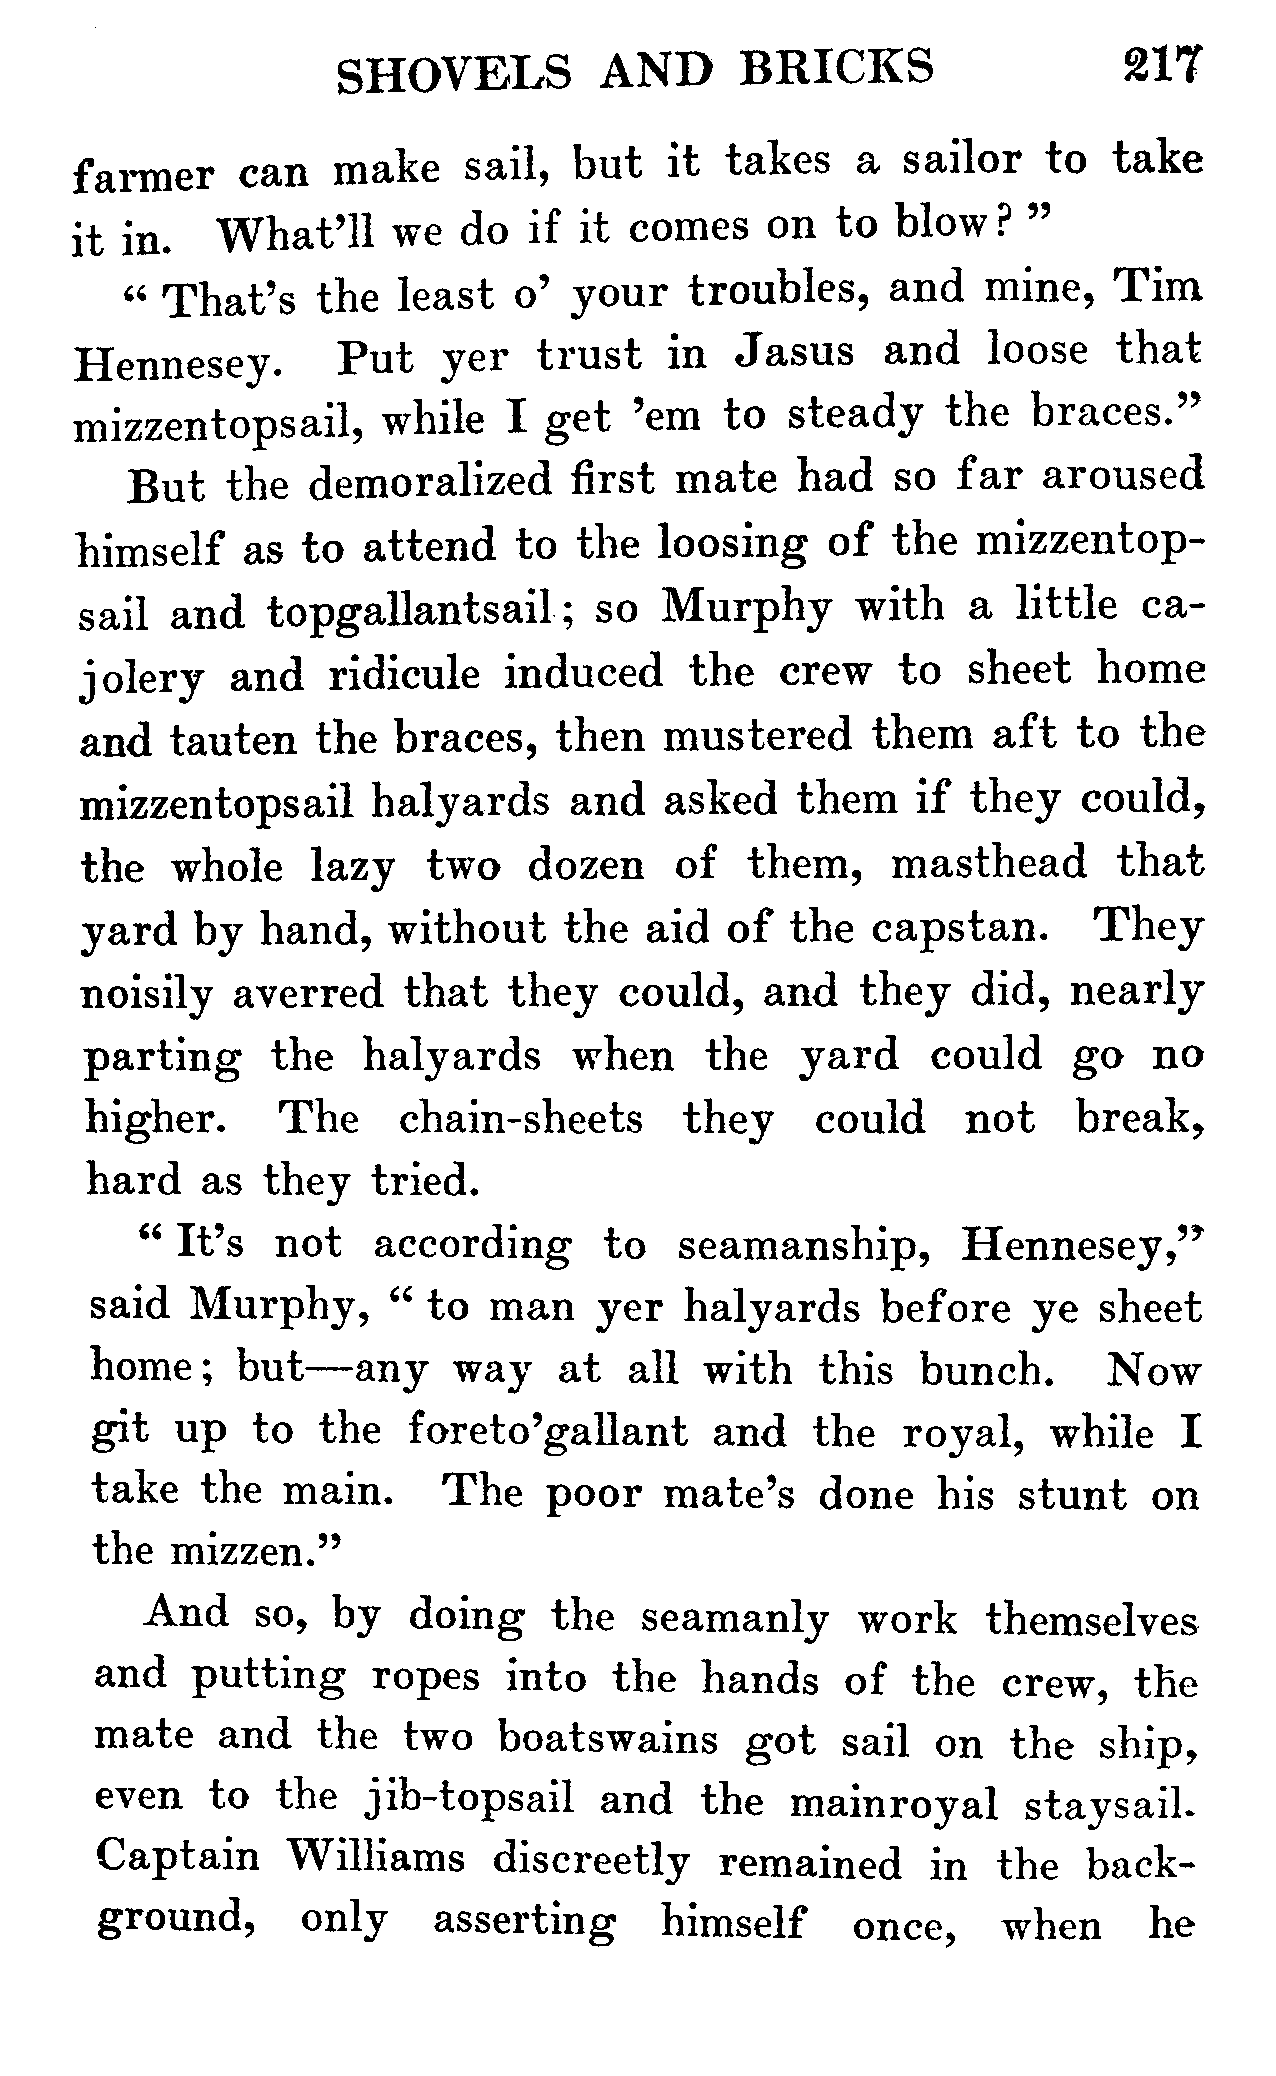 SHOVELS AND BRICKS 217
farmer can make sail, but it takes a sailor to take
it in. What'll we do if it comes on to blow? "
" That's the least o' your troubles, and mine, Tim
Hennesey. Put yer trust in Jasus and loose that
mizzentopsail, while I get 'em to steady the braces."
But the demoralized first mate had so far aroused
himself as to attend to the loosing of the mizzentop-
sail and topgallantsail; so Murphy with a little ca-
jolery and ridicule induced the crew to sheet home
and tauten the braces, then mustered them aft to the
mizzentopsail halyards and asked them if they could,
the whole lazy two dozen of them, masthead that
yard by hand, without the aid of the capstan. They
noisily averred that they could, and they did, nearly
parting the halyards when the yard could go no
higher. The chain-sheets they could not break,
hard as they tried.
" It's not according to seamanship, Hennesey,"
said Murphy, " to man yer halyards before ye sheet
home; but—any way at all with this bunch. Now
git up to the foreto'gallant and the royal, while I
take the main. The poor mate's done his stunt on
the mizzen."
And so, by doing the seamanly work themselves
and putting ropes into the hands of the crew, the
mate and the two boatswains got sail on the ship,
even to the jib-topsail and the mainroyal staysail.
Captain Williams discreetly remained in the back-
ground, only asserting himself once, when he